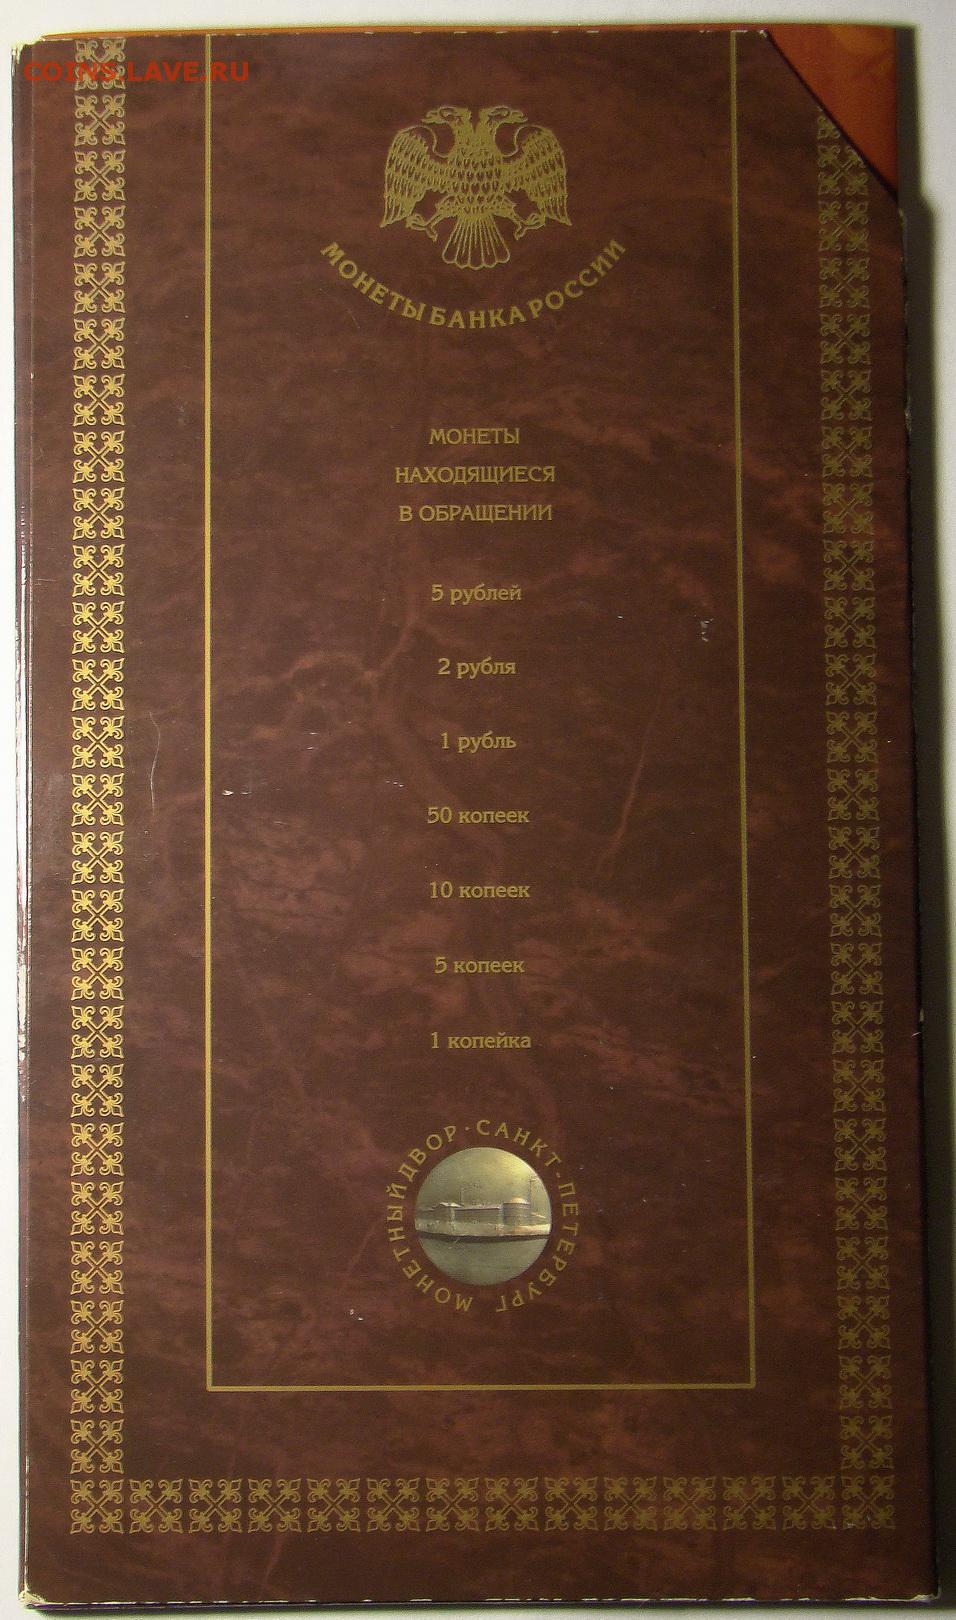 COINS.LAVE.RU
МОНЕТЫ БАНКА РОССИИ
МОНЕТЫ
НАХОДЯЩИЕСЯ
В ОБРАЩЕНИИ
5 рублей
2 рубля
1 рубль
50 копеек
10 копеек
5 копеек
1 копейка
МОНЕТНЫЙ ДВОР · САНКТ-ПЕТЕРБУРГ